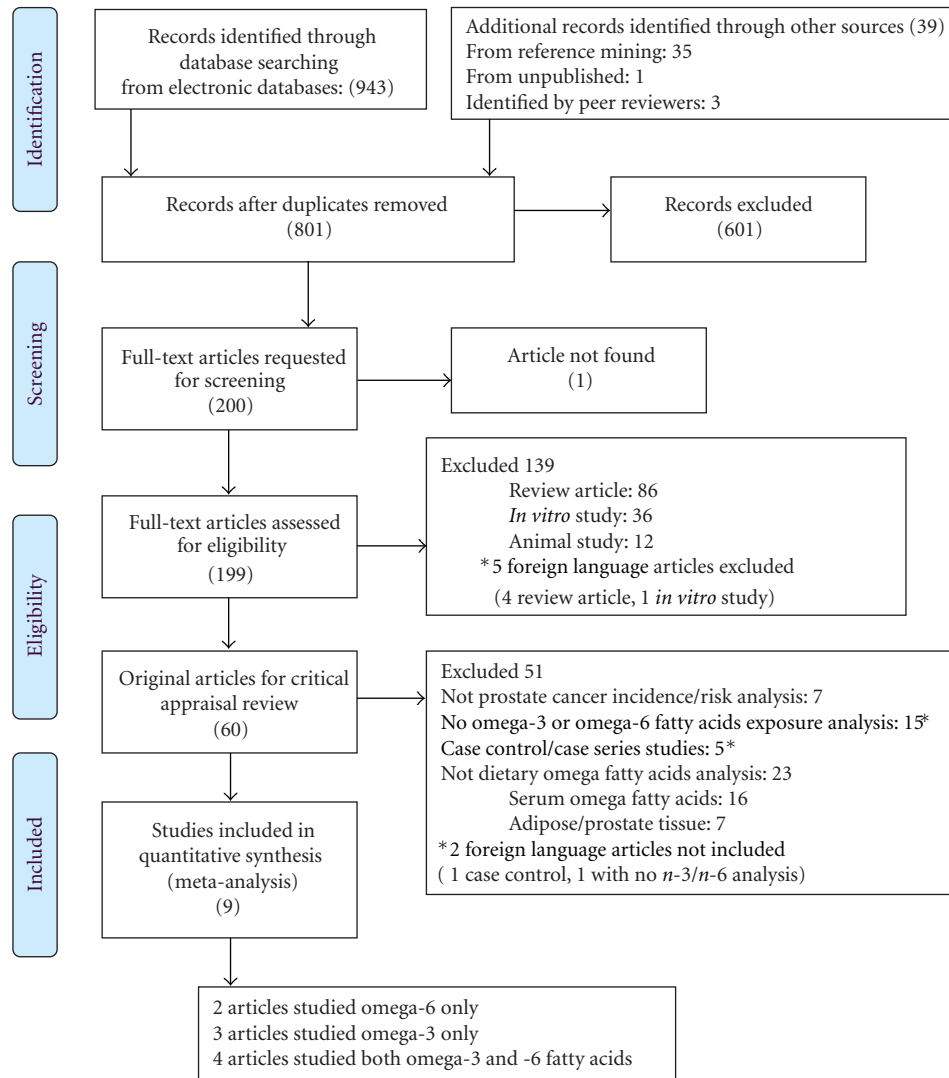 Identification
Records identified through
database searching
from electronic databases: (943)
Additional records identified through other sources (39)
From reference mining: 35
From unpublished: 1
Identified by peer reviewers: 3
Records after duplicates removed
(801)
Records excluded
(601)
Screening
Full-text articles requested
for screening
(200)
Article not found
(1)
Eligibility
Full-text articles assessed
for eligibility
(199)
Excluded 139
Review article: 86
In vitro study: 36
Animal study: 12
*5 foreign language articles excluded
(4 review article, 1 in vitro study)
Original articles for critical
appraisal review
(60)
Excluded 51
Not prostate cancer incidence/risk analysis: 7
No omega-3 or omega-6 fatty acids exposure analysis: 15*
Case control/case series studies: 5*
Not dietary omega fatty acids analysis: 23
Serum omega fatty acids: 16
Adipose/prostate tissue: 7
*2 foreign language articles not included
( 1 case control, 1 with no n-3/n-6 analysis)
Included
Studies included in
quantitative synthesis
(meta-analysis)
(9)
2 articles studied omega-6 only
3 articles studied omega-3 only
4 articles studied both omega-3 and -6 fatty acids